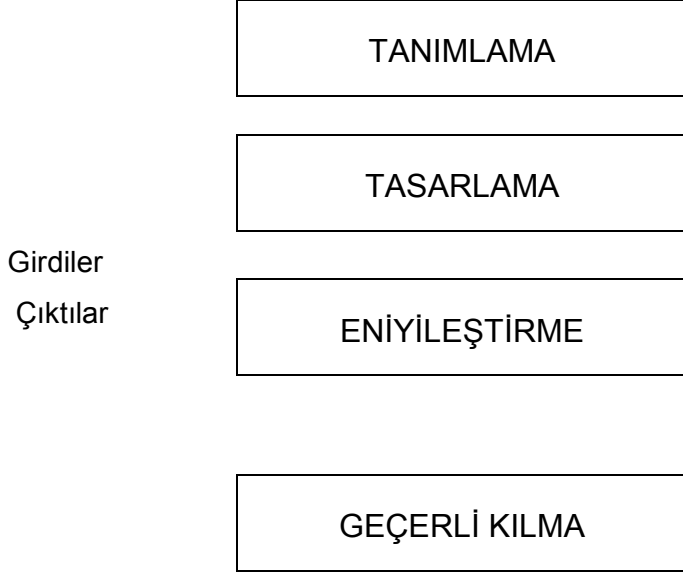 TANIMLAMA
TASARLAMA
Girdiler
Çıktılar
ENİYİLEŞTİRME
GEÇERLİ KILMA